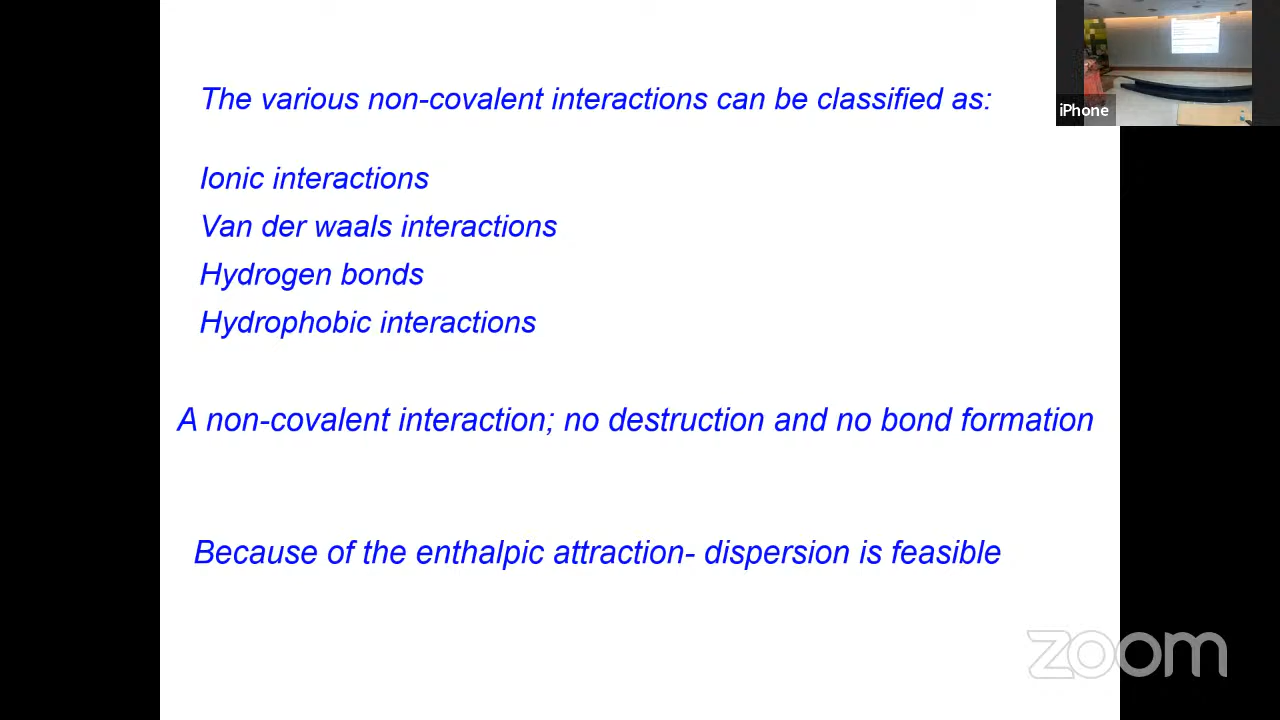 The various non-covalent interactions can be classified as:
iPhone
Ionic interactions
Van der waals interactions
Hydrogen bonds
Hydrophobic interactions
A non-covalent interaction; no destruction and no bond formation
Because of the enthalpic attraction- dispersion is feasible
zoom